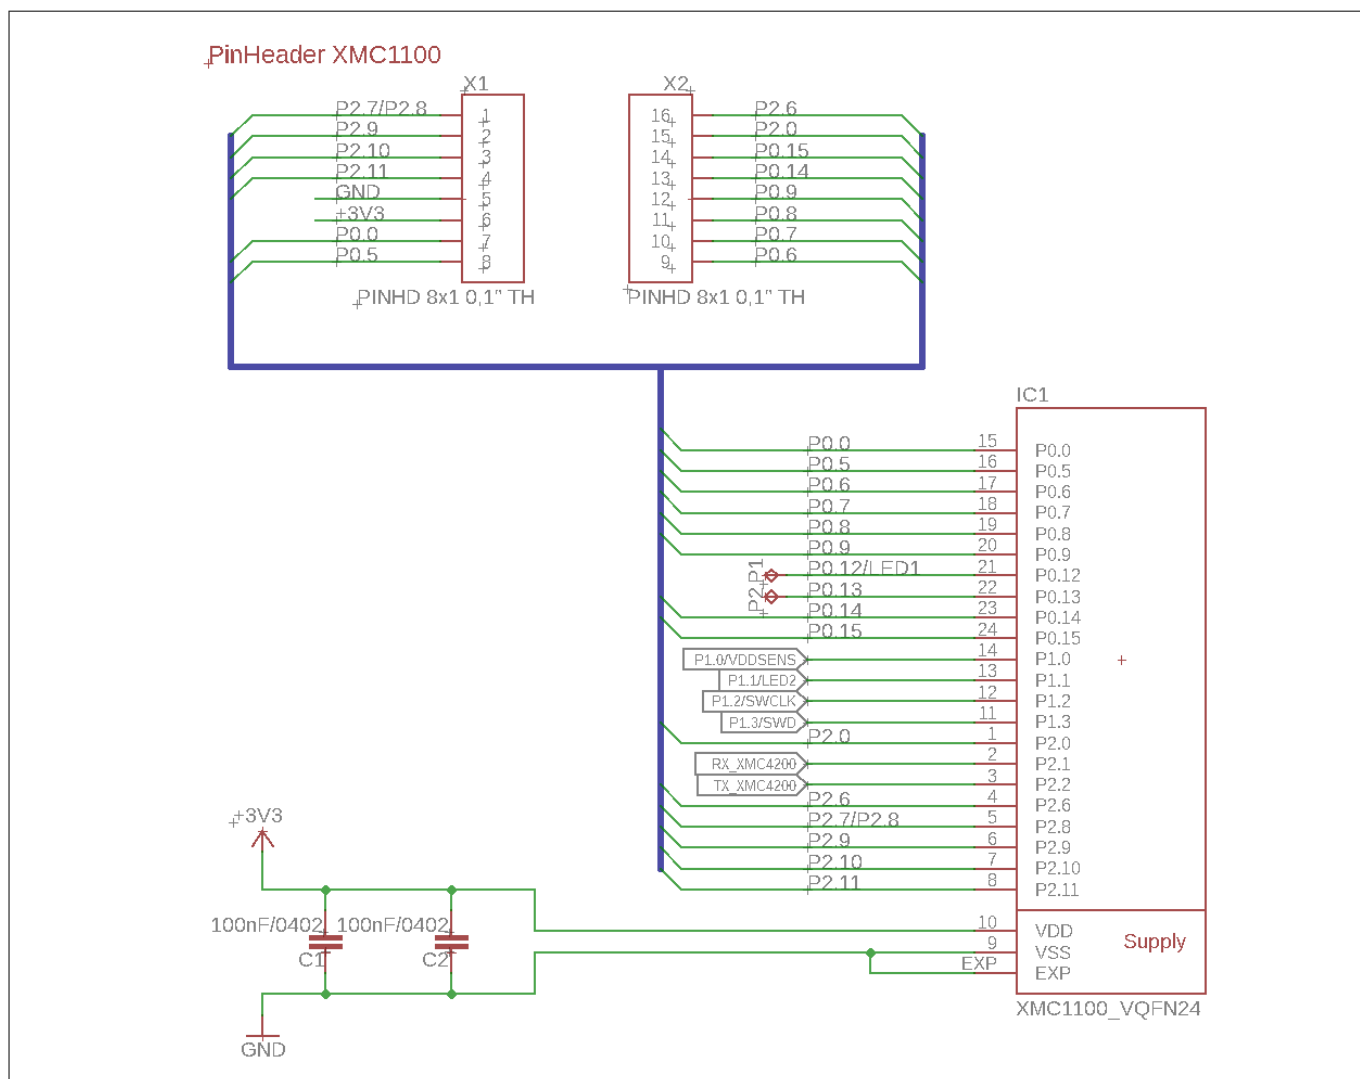 PinHeader XMC1100
X1
X2
P2.7/P2.8 1
P2.9 2
P2.10 3
P2.11 4
GND 5
+3V3 6
P0.0 7
P0.5 8
PINHD 8x1 0,1" TH
16 P2.6
15 P2.0
14 P0.15
13 P0.14
12 P0.9
11 P0.8
10 P0.7
9 P0.6
PINHD 8x1 0,1" TH
IC1
P0.0 15 P0.0
P0.5 16 P0.5
P0.6 17 P0.6
P0.7 18 P0.7
P0.8 19 P0.8
P0.9 20 P0.9
P1 P0.12/LED1 21 P0.12
P2 P0.13 22 P0.13
P0.14 23 P0.14
P0.15 24 P0.15
P1.0/VDDSENS 14 P1.0
P1.1/LED2 13 P1.1
P1.2/SWCLK 12 P1.2
P1.3/SWD 11 P1.3
P2.0 1 P2.0
RX_XMC4200 2 P2.1
TX_XMC4200 3 P2.2
P2.6 4 P2.6
P2.7/P2.8 5 P2.8
P2.9 6 P2.9
P2.10 7 P2.10
P2.11 8 P2.11
+3V3
100nF/0402 100nF/0402
C1 C2
GND
10 VDD
9 VSS
EXP EXP
Supply
XMC1100_VQFN24